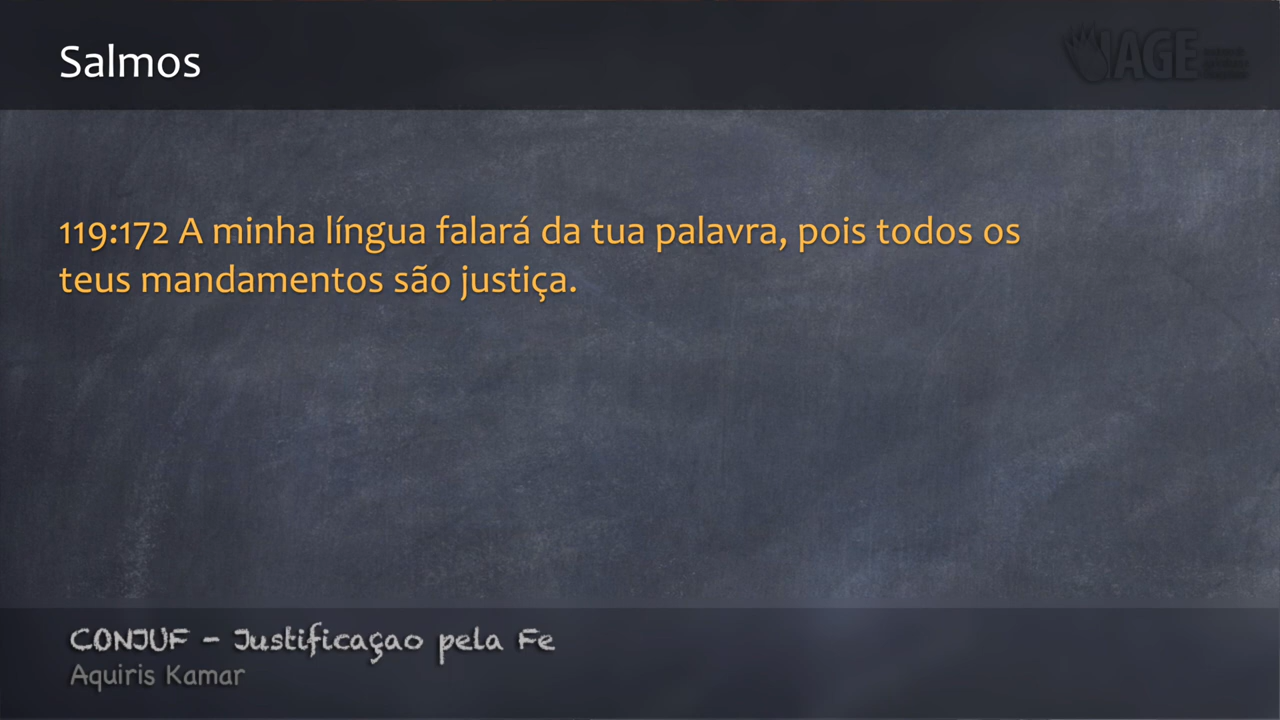 Salmos
IAGE
119:172 A minha língua falará da tua palavra, pois todos os
teus mandamentos são justiça.
CONJUF - Justificaçao pela Fe
Aquiris Kamar